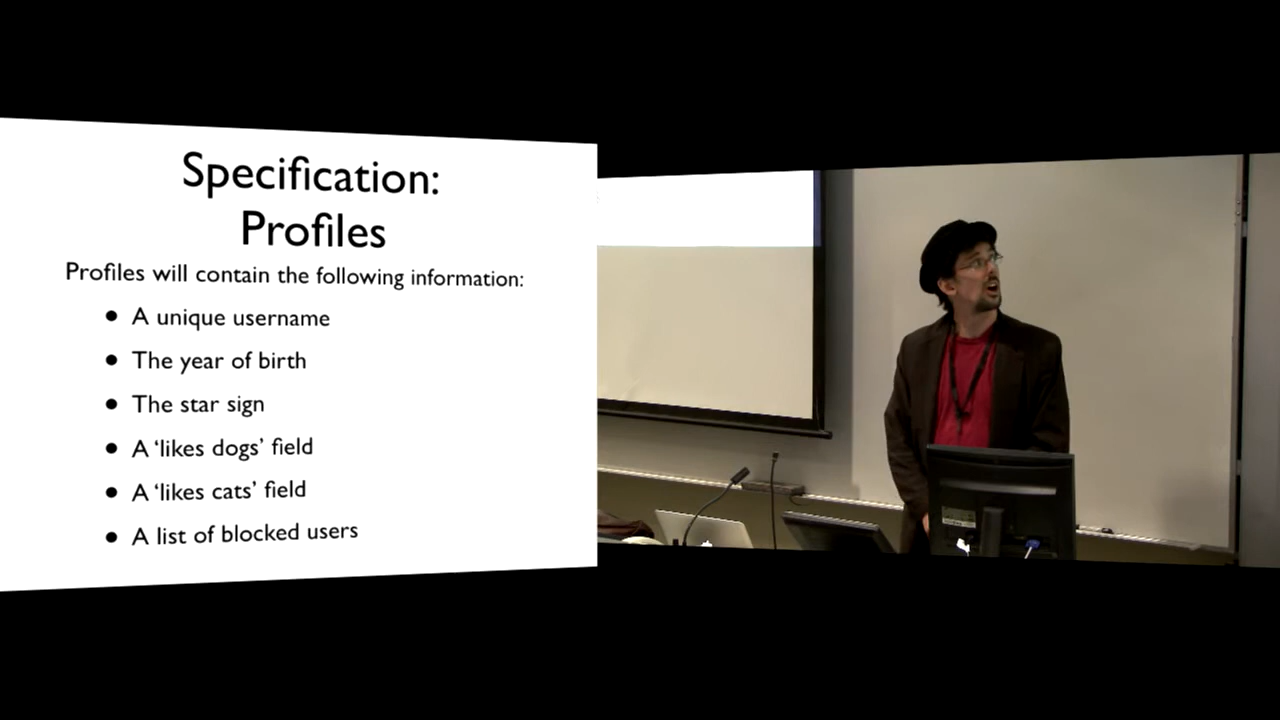 Specification:
Profiles
Profiles will contain the following information:
• A unique username
• The year of birth
• The star sign
• A ‘likes dogs’ field
• A ‘likes cats’ field
• A list of blocked users